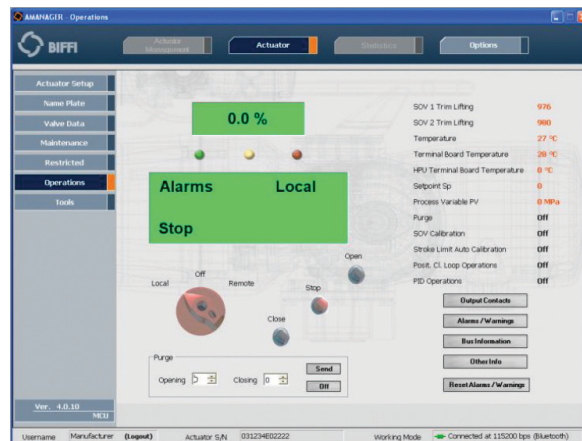 AMANAGER - Operations
BIFFI
Actuate
Management
Actuator
Statistics
Options
Actuator Setup
Name Plate
Valve Data
Maintenance
Restricted
Operations
Tools
0.0 %
Alarms Local
Stop
Off
Local Remote
Open
Stop
Close
SOV 1 Trim Lifting 976
SOV 2 Trim Lifting 980
Temperature 27 °C
Terminal Board Temperature 28 °C
HPU Terminal Board Temperature 0 °C
Setpoint Sp 0
Process Variable PV 0 MPa
Purge Off
SOV Calibration Off
Stroke Limit Auto Calibration Off
Posit. Cl. Loop Operations Off
PID Operations Off
Output Contacts
Alarms / Warnings
Bus Information
Other Info
Reset Alarms / Warnings
Purge
Opening Closing 0
Send
Off
Ver. 4.0.10
MCU
Username Manufacturer (Logout) Actuator S/N 031234E02222 Working Mode Connected at 115200 bps (Bluetooth)